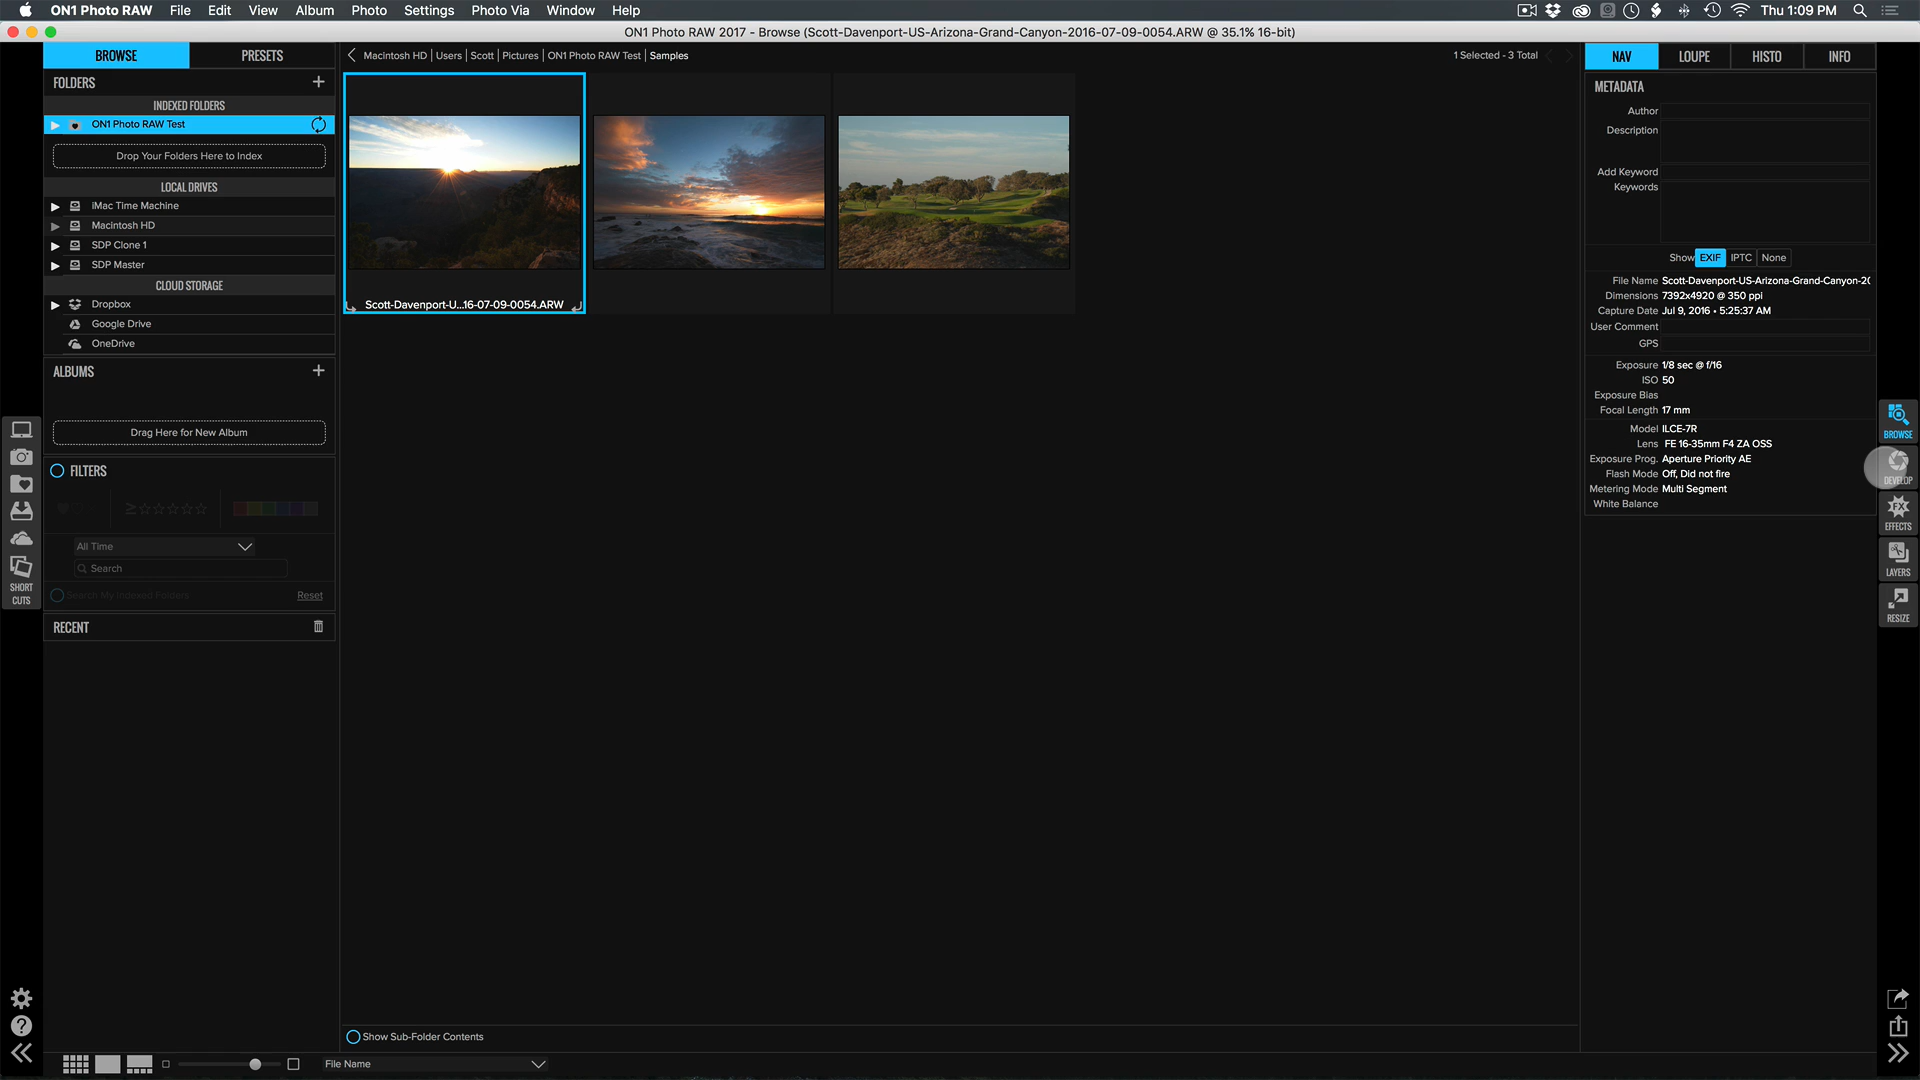 ON1 Photo RAW File Edit View Album Photo Settings Photo Via Window Help Thu 1:09 PM
ON1 Photo RAW 2017 - Browse (Scott-Davenport-US-Arizona-Grand-Canyon-2016-07-09-0054.ARW @ 35.1% 16-bit)
BROWSE PRESETS
Macintosh HD | Users | Scott | Pictures | ON1 Photo RAW Test | Samples
1 Selected - 3 Total
NAV LOUPE HISTO INFO
FOLDERS
INDEXED FOLDERS
ON1 Photo RAW Test
Drop Your Folders Here to Index
LOCAL DRIVES
iMac Time Machine
Macintosh HD
SDP Clone 1
SDP Master
CLOUD STORAGE
Dropbox
Google Drive
OneDrive
ALBUMS
Drag Here for New Album
FILTERS
All Time
Search
Search My Indexed Folders Reset
RECENT
SHORT
CUTS
Scott-Davenport-U...16-07-09-0054.ARW
Show Sub-Folder Contents
File Name
METADATA
Author
Description
Add Keyword
Keywords
Show EXIF IPTC None
File Name Scott-Davenport-US-Arizona-Grand-Canyon-20
Dimensions 7392x4920 @ 350 ppi
Capture Date Jul 9, 2016 • 5:25:37 AM
User Comment
GPS
Exposure 1/8 sec @ f/16
ISO 50
Exposure Bias
Focal Length 17 mm
Model ILCE-7R
Lens FE 16-35mm F4 ZA OSS
Exposure Prog. Aperture Priority AE
Flash Mode Off, Did not fire
Metering Mode Multi Segment
White Balance
BROWSE
DEVELOP
FX
EFFECTS
LAYERS
RESIZE